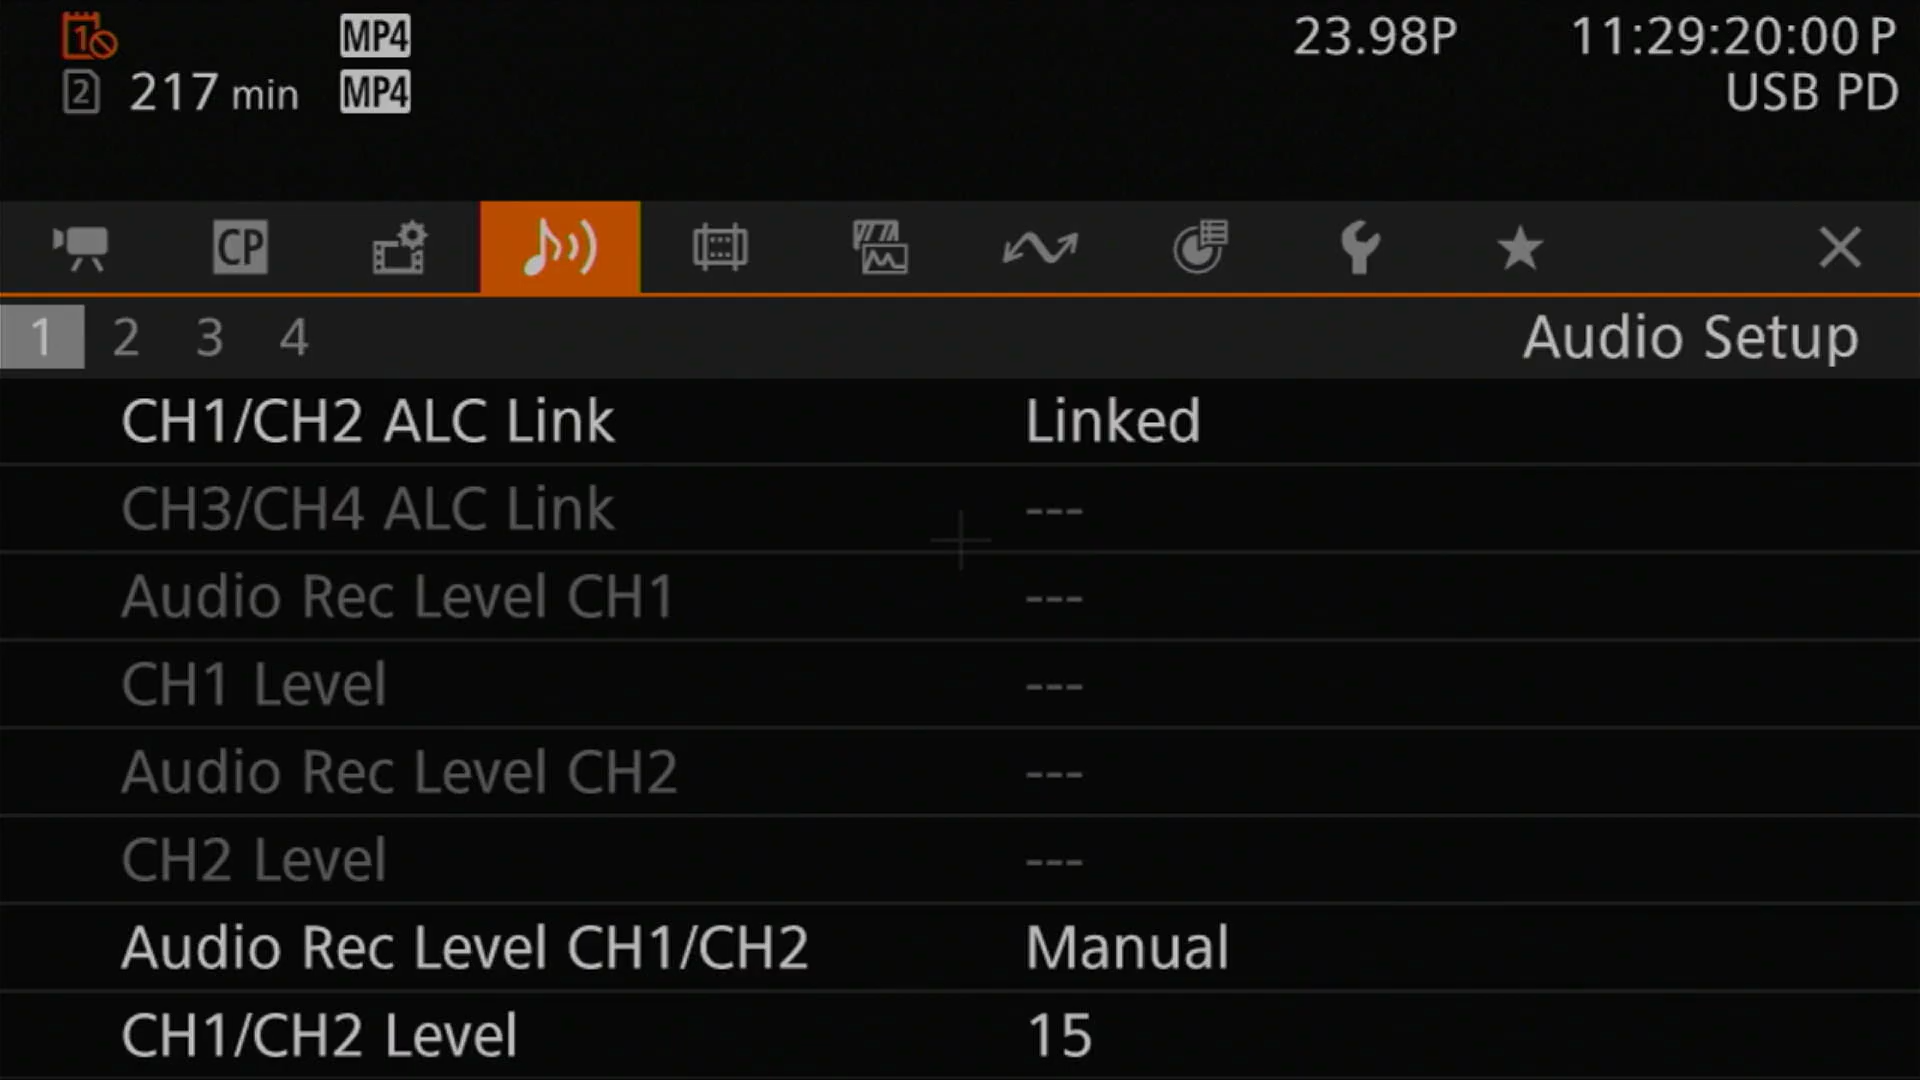 1 MP4 23.98P 11:29:20:00 P
2 217 min MP4 USB PD
CP
1 2 3 4 Audio Setup
CH1/CH2 ALC Link Linked
CH3/CH4 ALC Link ---
Audio Rec Level CH1 ---
CH1 Level ---
Audio Rec Level CH2 ---
CH2 Level ---
Audio Rec Level CH1/CH2 Manual
CH1/CH2 Level 15